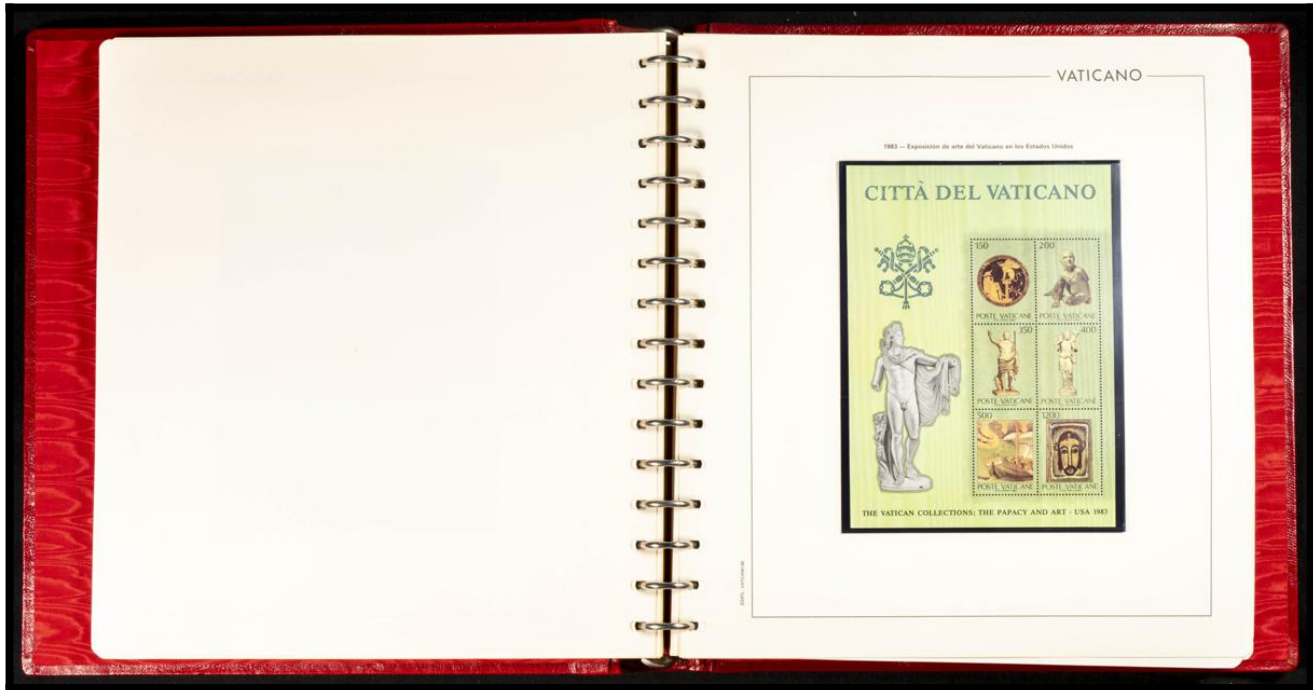 VATICANO
1983 — Exposición de arte del Vaticano en los Estados Unidos
CITTÀ DEL VATICANO
150
200
POSTE VATICANE
POSTE VATICANE
350
400
POSTE VATICANE
POSTE VATICANE
500
1200
POSTE VATICANE
POSTE VATICANE
THE VATICAN COLLECTIONS: THE PAPACY AND ART - USA 1983